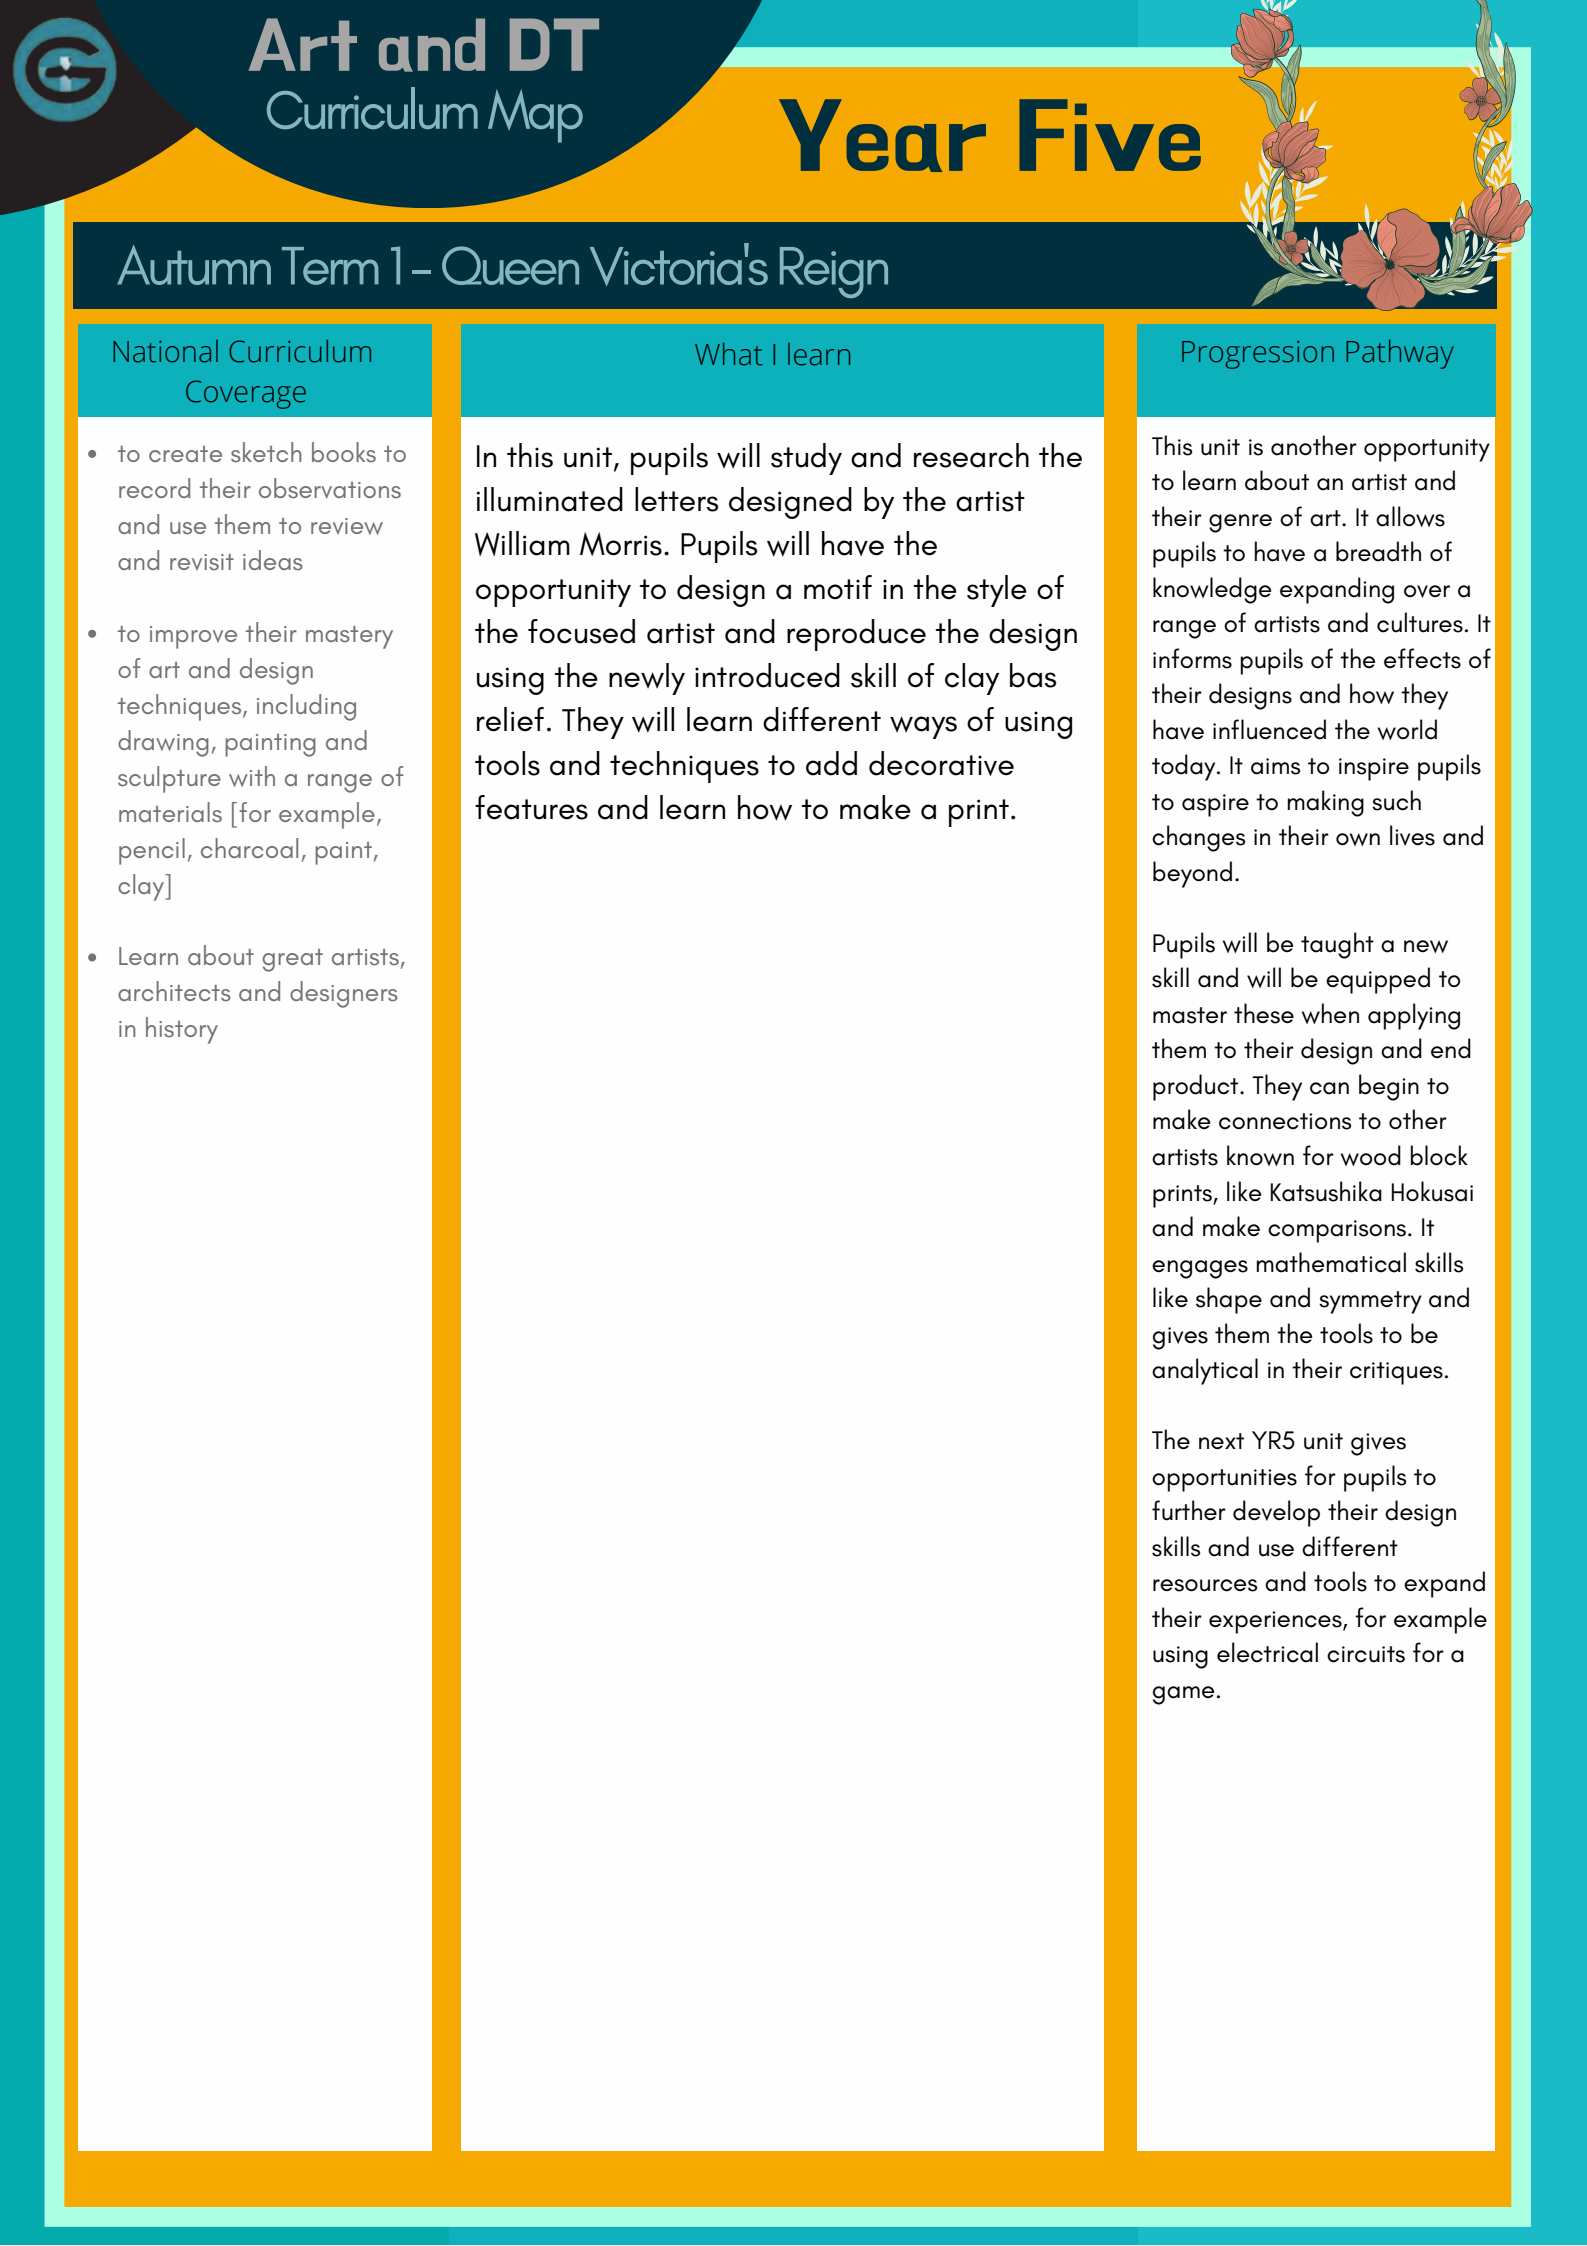 Art and DT
Curriculum Map
Year Five
Autumn Term 1 - Queen Victoria's Reign
National Curriculum
Coverage
• to create sketch books to
record their observations
and use them to review
and revisit ideas
• to improve their mastery
of art and design
techniques, including
drawing, painting and
sculpture with a range of
materials [for example,
pencil, charcoal, paint,
clay]
• Learn about great artists,
architects and designers
in history
What I learn
In this unit, pupils will study and research the
illuminated letters designed by the artist
William Morris. Pupils will have the
opportunity to design a motif in the style of
the focused artist and reproduce the design
using the newly introduced skill of clay bas
relief. They will learn different ways of using
tools and techniques to add decorative
features and learn how to make a print.
Progression Pathway
This unit is another opportunity
to learn about an artist and
their genre of art. It allows
pupils to have a breadth of
knowledge expanding over a
range of artists and cultures. It
informs pupils of the effects of
their designs and how they
have influenced the world
today. It aims to inspire pupils
to aspire to making such
changes in their own lives and
beyond.
Pupils will be taught a new
skill and will be equipped to
master these when applying
them to their design and end
product. They can begin to
make connections to other
artists known for wood block
prints, like Katsushika Hokusai
and make comparisons. It
engages mathematical skills
like shape and symmetry and
gives them the tools to be
analytical in their critiques.
The next YR5 unit gives
opportunities for pupils to
further develop their design
skills and use different
resources and tools to expand
their experiences, for example
using electrical circuits for a
game.